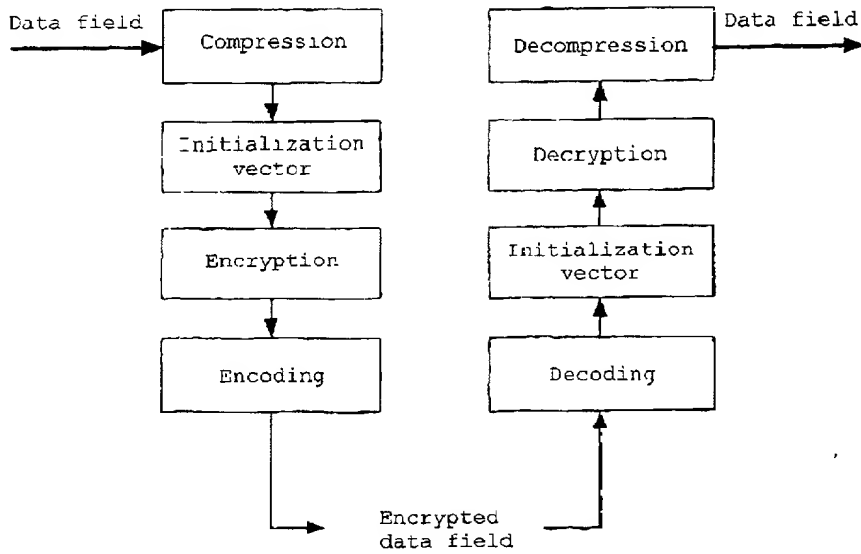 Data field
Compression
Initialization
vector
Encryption
Encoding
Encrypted
data field
Decoding
Initialization
vector
Decryption
Decompression
Data field